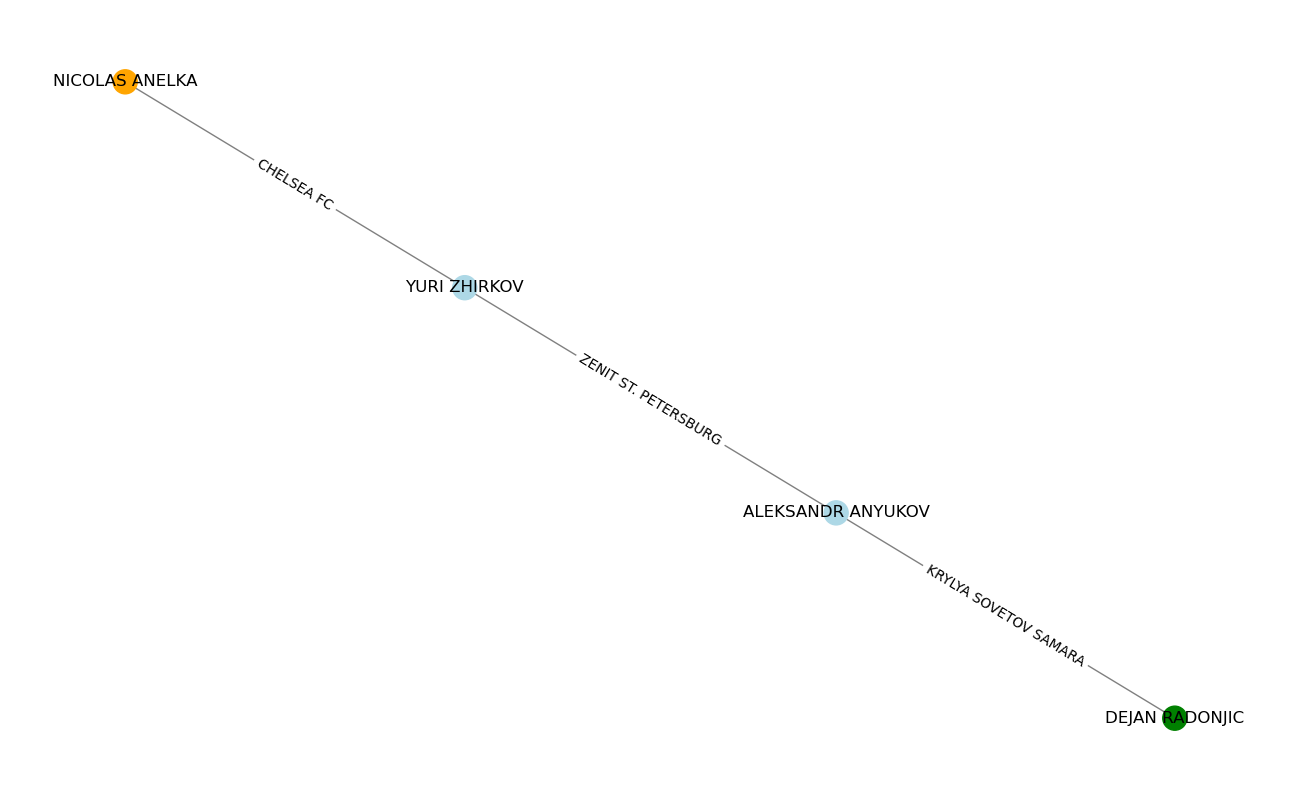 NICOLAS ANELKA
CHELSEA FC
YURI ZHIRKOV
ZENIT ST. PETERSBURG
ALEKSANDR ANYUKOV
KRYLYA SOVETOV SAMARA
DEJAN RADONJIC